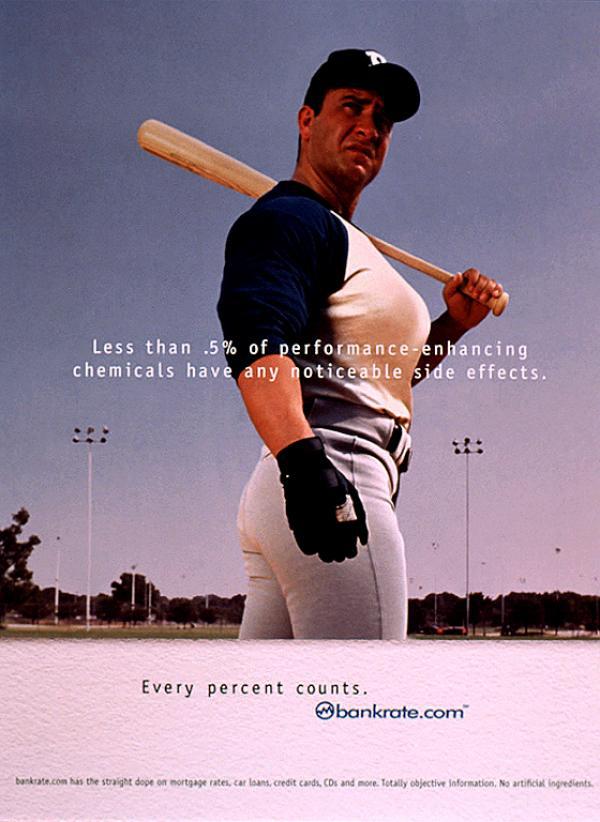 Less than .5% of performance-enhancing
chemicals have any noticeable side effects.
Every percent counts.
bankrate.com™
bankrate.com has the straight dope on mortgage rates, car loans, credit cards, CDs and more. Totally objective information. No artificial ingredients.